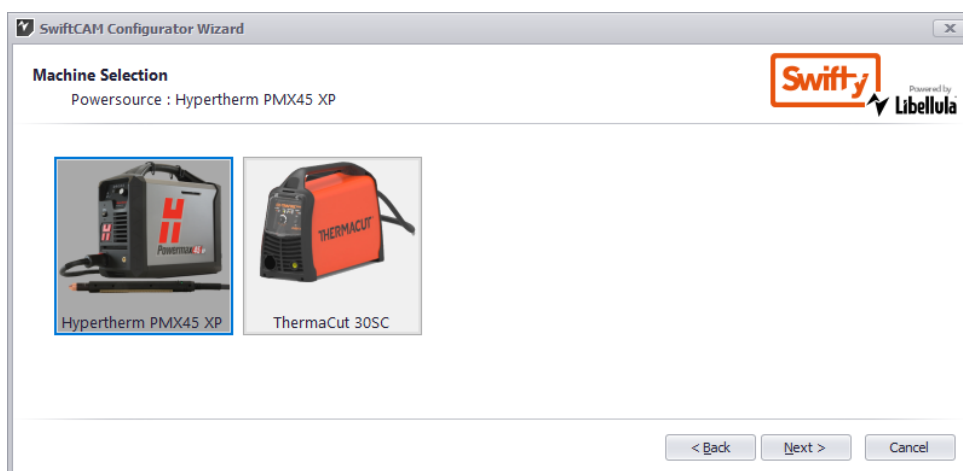 SwiftCAM Configurator Wizard
Machine Selection
Powersource : Hypertherm PMX45 XP
Swifty
Powered by
Libellula
Powermax45
THERMACUT
Hypertherm PMX45 XP
ThermaCut 30SC
< Back
Next >
Cancel